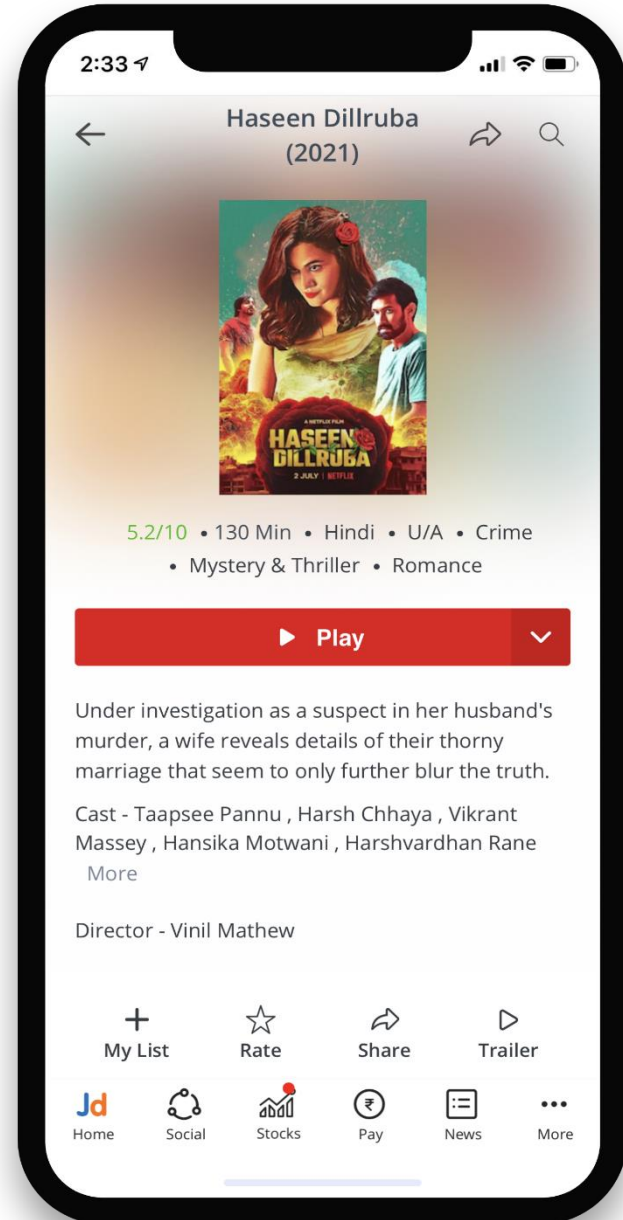 2:33
Haseen Dillruba
(2021)
A NETFLIX FILM
HASEEN
DILLRUBA
2 JULY | NETFLIX
5.2/10 • 130 Min • Hindi • U/A • Crime
• Mystery & Thriller • Romance
Play
Under investigation as a suspect in her husband's
murder, a wife reveals details of their thorny
marriage that seem to only further blur the truth.
Cast - Taapsee Pannu , Harsh Chhaya , Vikrant
Massey , Hansika Motwani , Harshvardhan Rane
More
Director - Vinil Mathew
My List Rate Share Trailer
Jd
Home Social Stocks Pay News More